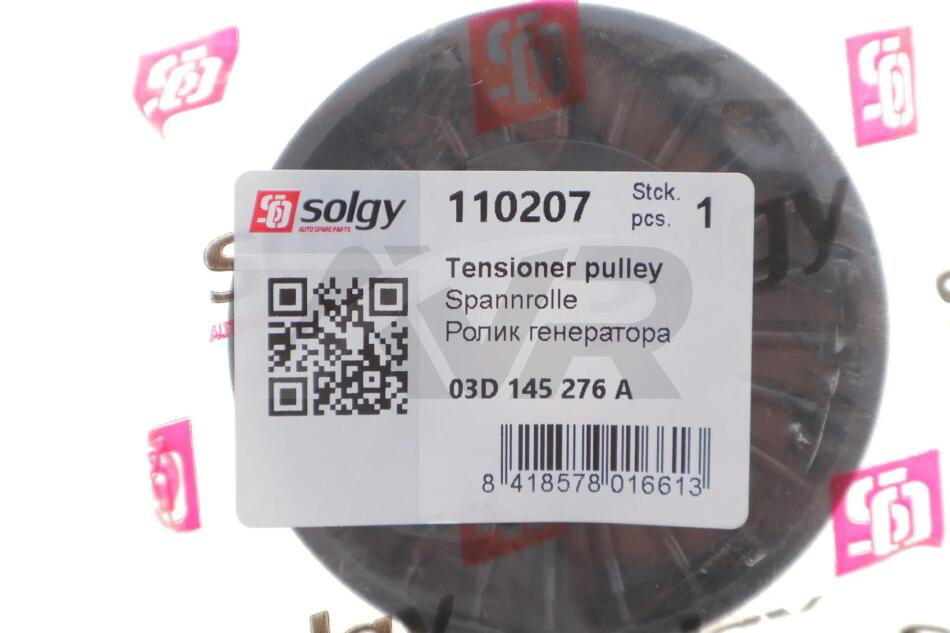 solgy
AUTO SPARE PARTS
110207
Stck.
pcs. 1
Tensioner pulley
Spannrolle
Ролик генератора
03D 145 276 A
8 418578 016613